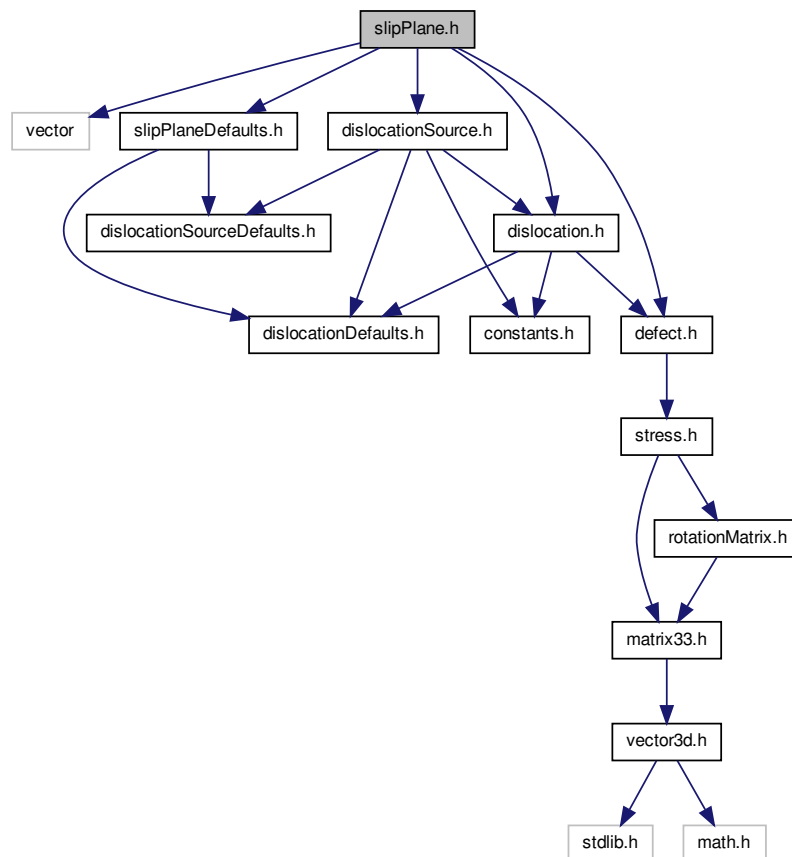 slipPlane.h
vector
slipPlaneDefaults.h
dislocationSource.h
dislocationSourceDefaults.h
dislocation.h
dislocationDefaults.h
constants.h
defect.h
stress.h
rotationMatrix.h
matrix33.h
vector3d.h
stdlib.h
math.h